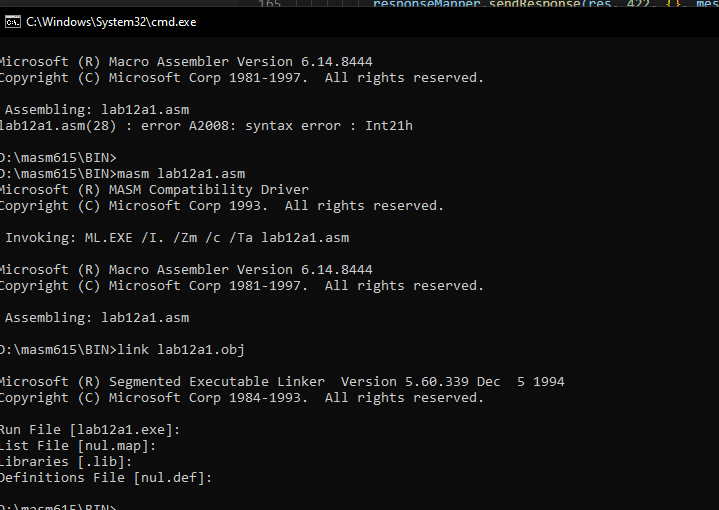 165 responseMapper.sendResponse(res, 422, {}, mes
C:\Windows\System32\cmd.exe
Microsoft (R) Macro Assembler Version 6.14.8444
Copyright (C) Microsoft Corp 1981-1997.  All rights reserved.
Assembling: lab12a1.asm
lab12a1.asm(28) : error A2008: syntax error : Int21h
D:\masm615\BIN>
D:\masm615\BIN>masm lab12a1.asm
Microsoft (R) MASM Compatibility Driver
Copyright (C) Microsoft Corp 1993.  All rights reserved.
Invoking: ML.EXE /I. /Zm /c /Ta lab12a1.asm
Microsoft (R) Macro Assembler Version 6.14.8444
Copyright (C) Microsoft Corp 1981-1997.  All rights reserved.
Assembling: lab12a1.asm
D:\masm615\BIN>link lab12a1.obj
Microsoft (R) Segmented Executable Linker  Version 5.60.339 Dec  5 1994
Copyright (C) Microsoft Corp 1984-1993.  All rights reserved.
Run File [lab12a1.exe]:
List File [nul.map]:
Libraries [.lib]:
Definitions File [nul.def]:
D:\masm615\BIN>